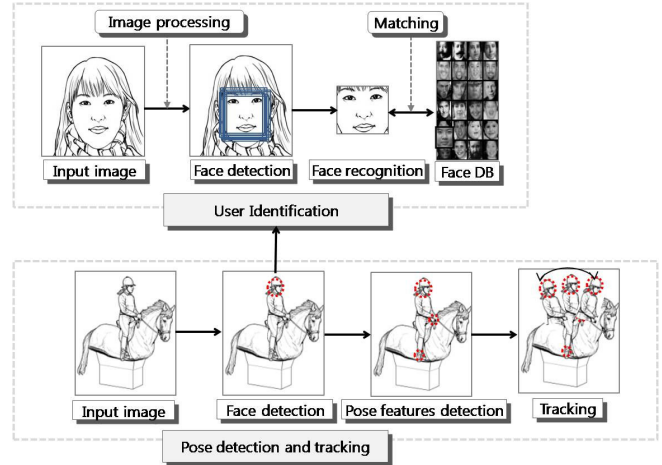 Image processing
Matching
Input image
Face detection
Face recognition
Face DB
User Identification
Input image
Face detection
Pose features detection
Tracking
Pose detection and tracking